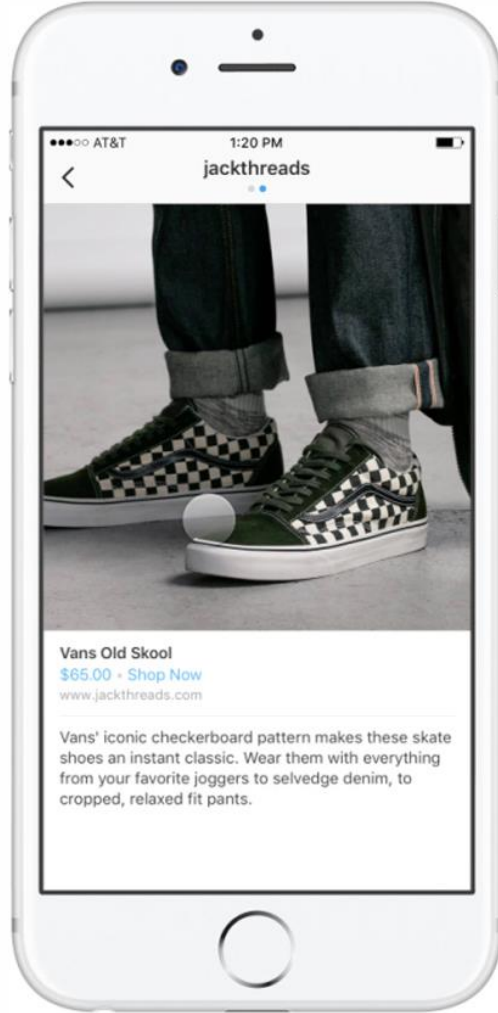 AT&T 1:20 PM
jackthreads
Vans Old Skool
$65.00 • Shop Now
www.jackthreads.com
Vans' iconic checkerboard pattern makes these skate
shoes an instant classic. Wear them with everything
from your favorite joggers to selvedge denim, to
cropped, relaxed fit pants.